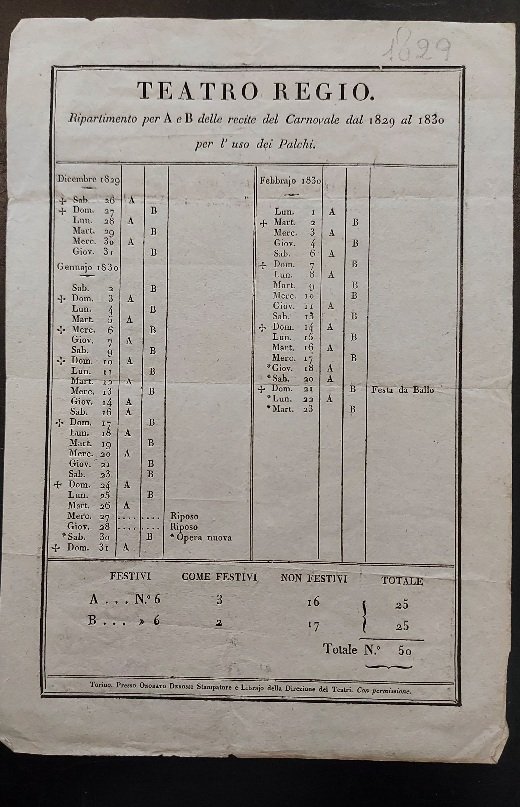 1829
TEATRO REGIO.
Ripartimento per A e B delle recite del Carnovale dal 1829 al 1830
per l' uso dei Palchi.
Dicembre 1829
✢ Sab. 26 A
✢ Dom. 27 B
Lun. 28 A
Mart. 29 B
Merc. 30 A
Giov. 31 B
Gennajo 1830
Sab. 2 B
✢ Dom. 3 A
Lun. 4 B
Mart. 5 A
✢ Merc. 6 B
Giov. 7 A
Sab. 9 B
✢ Dom. 10 A
Lun. 11 B
Mart. 12 A
Merc. 13 B
Giov. 14 A
Sab. 16 A
✢ Dom. 17 B
Lun. 18 A
Mart. 19 B
Merc. 20 A
Giov. 21 B
Sab. 23 B
✢ Dom. 24 A
Lun. 25 B
Mart. 26 A
Merc. 27 ......... Riposo
Giov. 28 ......... Riposo
*Sab. 30 B *Opera nuova
✢ Dom. 31 A
Febbrajo 1830
Lun. 1 A
✢ Mart. 2 B
Merc. 3 A
Giov. 4 B
Sab. 6 A
✢ Dom. 7 B
Lun. 8 A
Mart. 9 B
Merc. 10 B
Giov. 11 A
Sab. 13 B
✢ Dom. 14 A
Lun. 15 B
Mart. 16 A
Merc. 17 B
*Giov. 18 A
*Sab. 20 A
✢ Dom. 21 B Festa da Ballo
*Lun. 22 A
*Mart. 23 B
FESTIVI COME FESTIVI NON FESTIVI TOTALE
A . . . N.° 6 3 16 25
B . . . » 6 2 17 25
Totale N.° 50
Torino, Presso Onorato Derossi Stampatore e Librajo della Direzione dei Teatri. Con permissione.